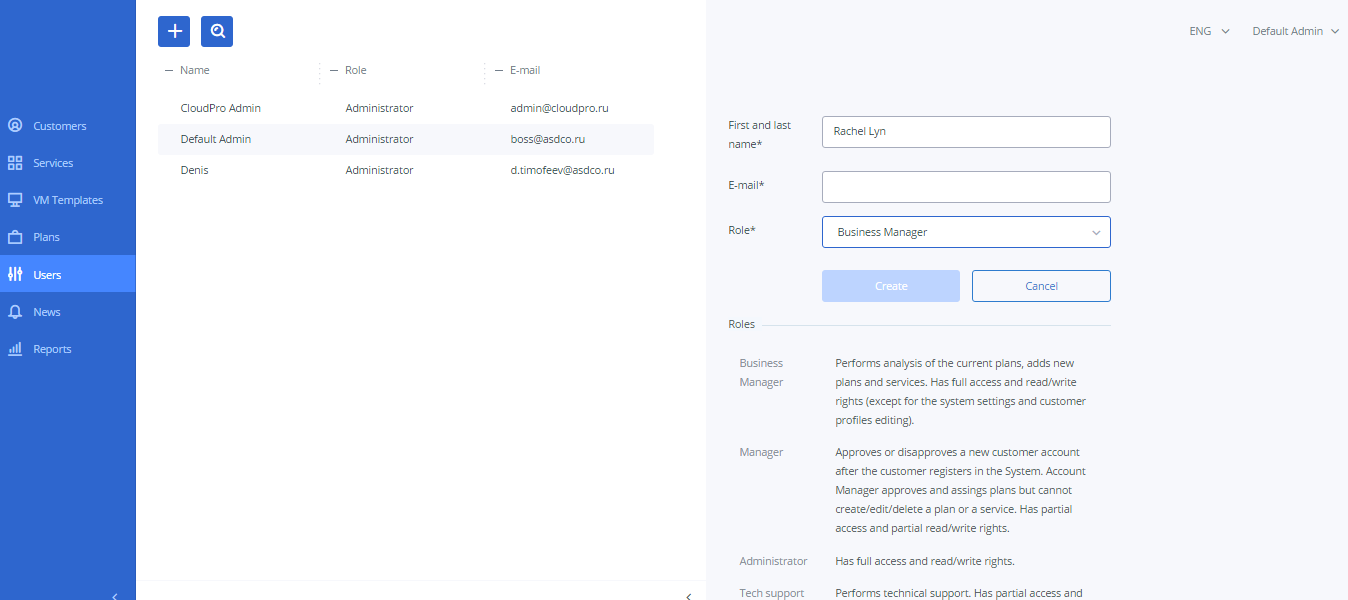 ENG
Default Admin
Customers
Services
VM Templates
Plans
Users
News
Reports
Name Role E-mail
CloudPro Admin Administrator admin@cloudpro.ru
Default Admin Administrator boss@asdco.ru
Denis Administrator d.timofeev@asdco.ru
First and last
name*
Rachel Lyn
E-mail*
Role*
Business Manager
Create
Cancel
Roles
Business
Manager
Performs analysis of the current plans, adds new
plans and services. Has full access and read/write
rights (except for the system settings and customer
profiles editing).
Manager
Approves or disapproves a new customer account
after the customer registers in the System. Account
Manager approves and assings plans but cannot
create/edit/delete a plan or a service. Has partial
access and partial read/write rights.
Administrator
Has full access and read/write rights.
Tech support
Performs technical support. Has partial access and